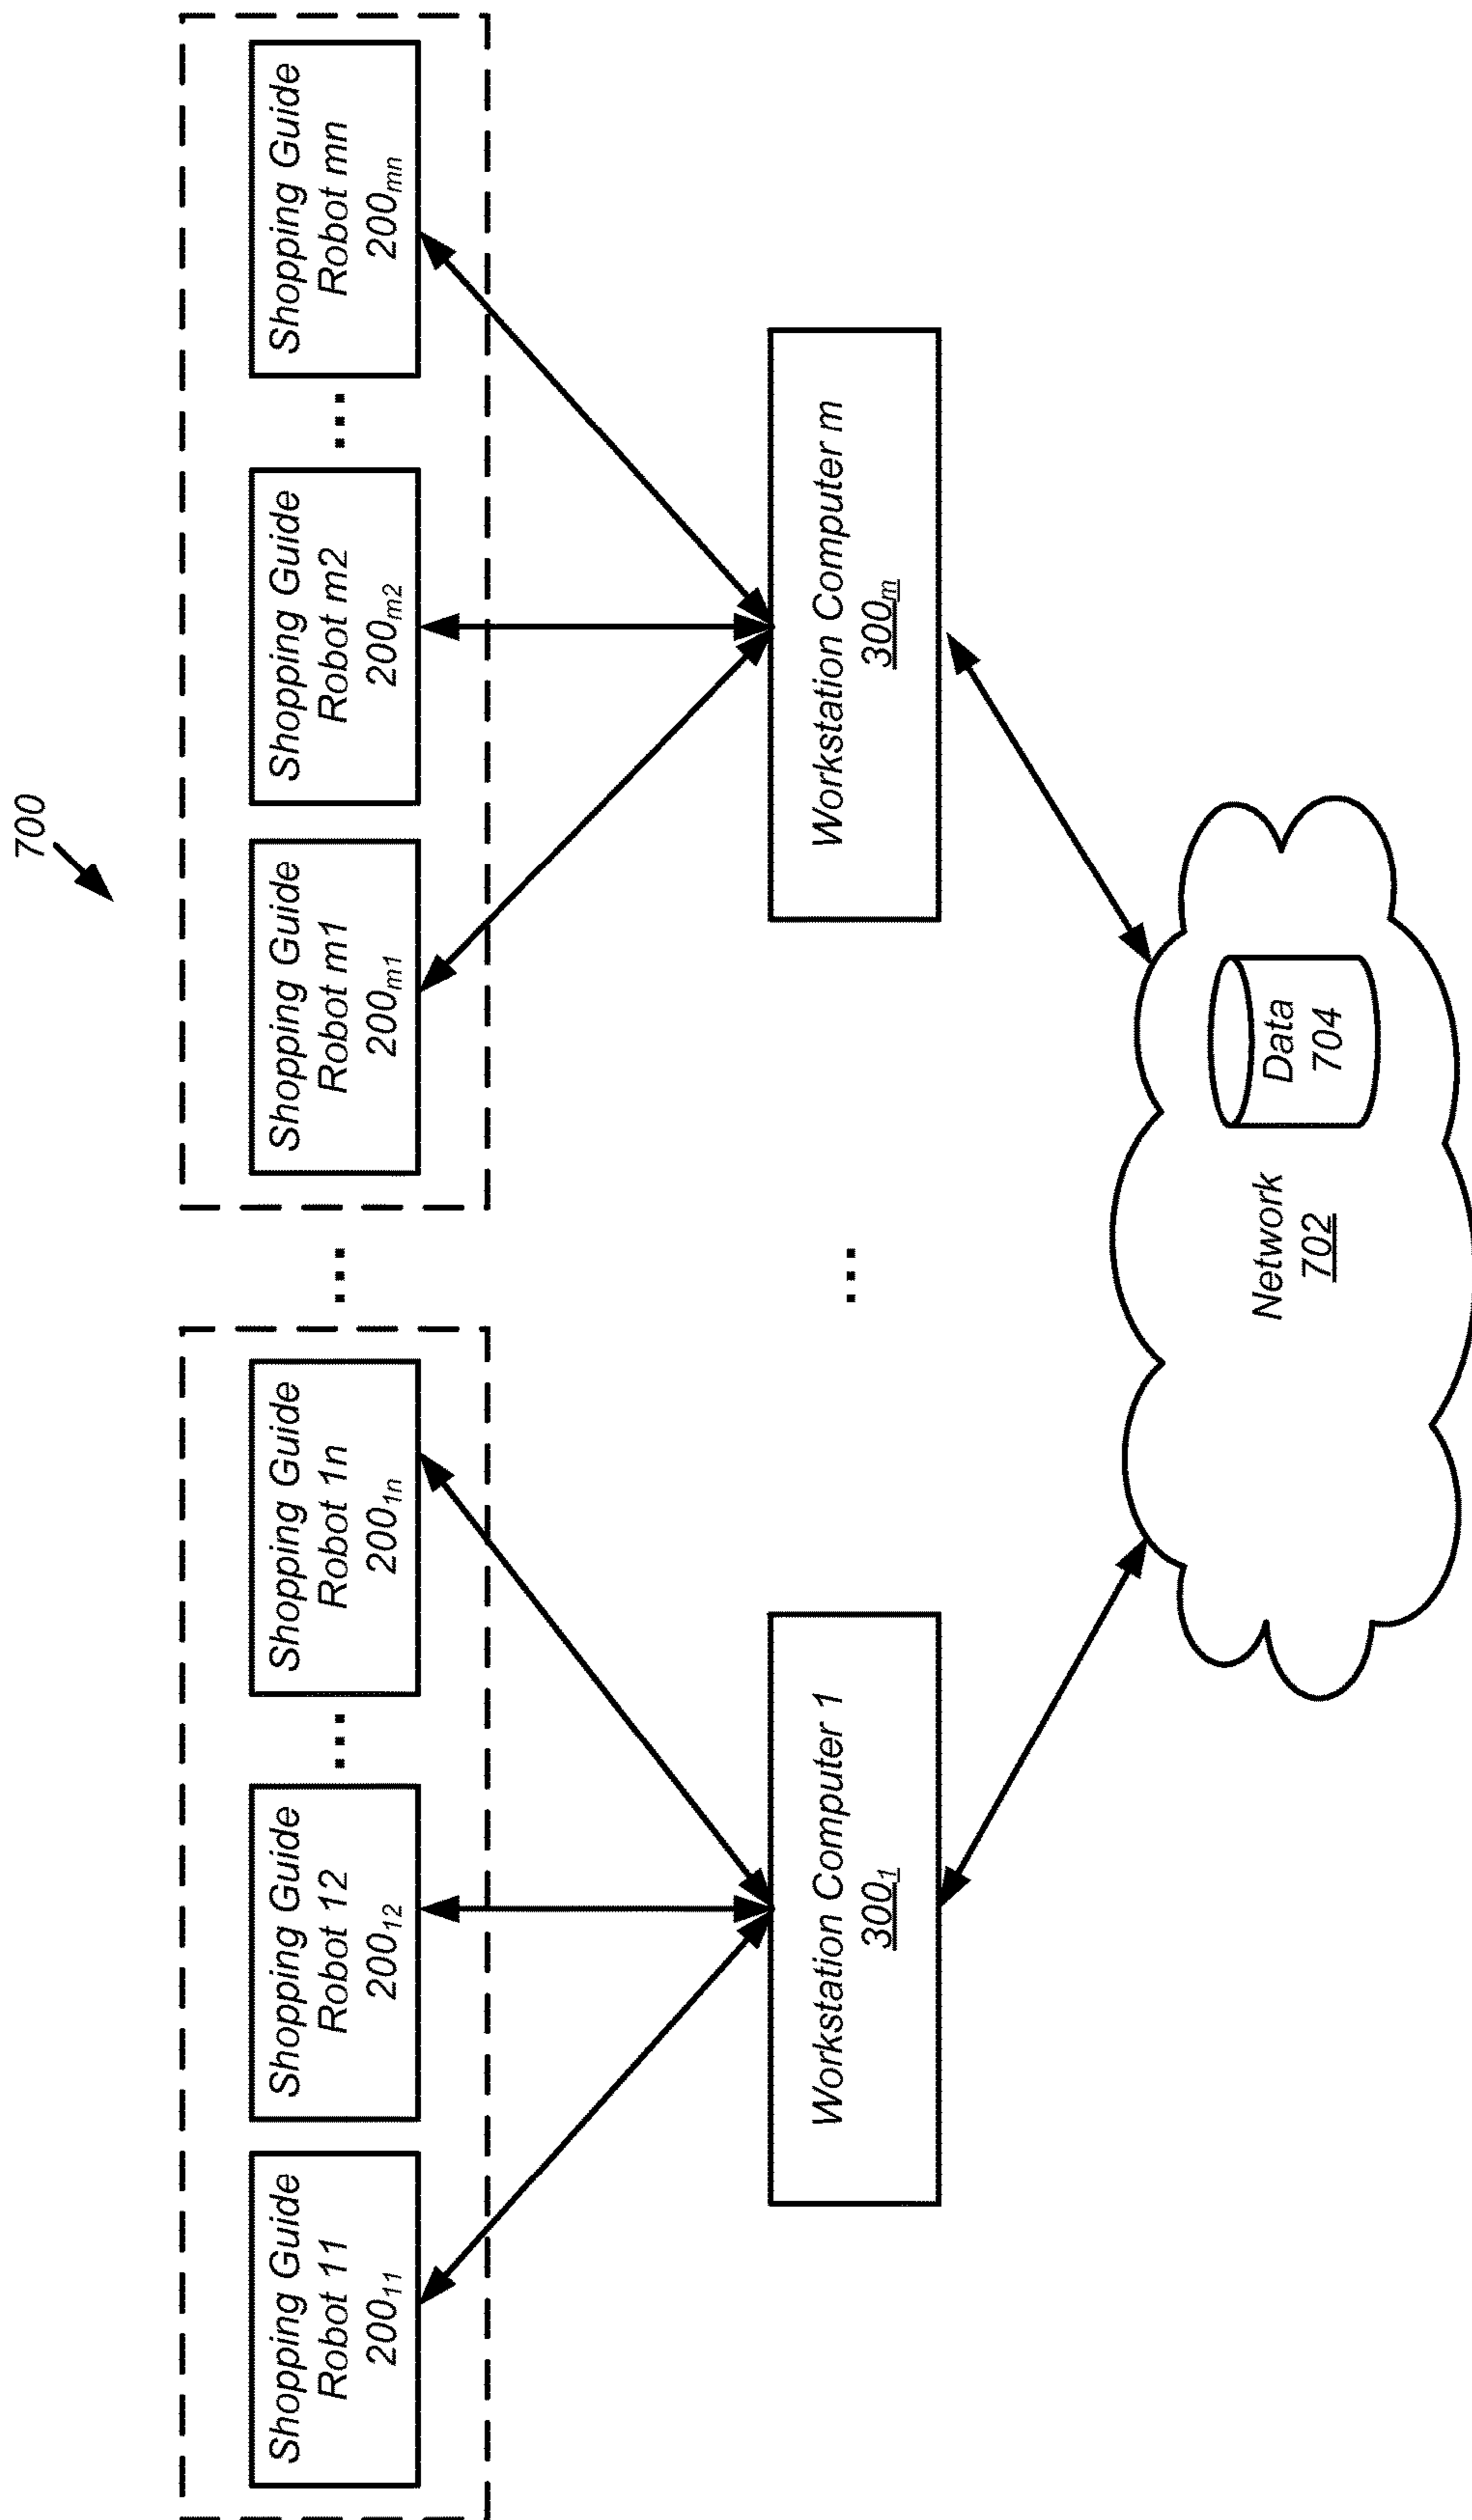 700
Shopping Guide
Robot 11
200₁₁
Shopping Guide
Robot 12
200₁₂
...
Shopping Guide
Robot 1n
200₁ₙ
...
Shopping Guide
Robot m1
200ₘ₁
Shopping Guide
Robot m2
200ₘ₂
...
Shopping Guide
Robot mn
200ₘₙ
Workstation Computer 1
300₁
...
Workstation Computer m
300ₘ
Network
702
Data
704